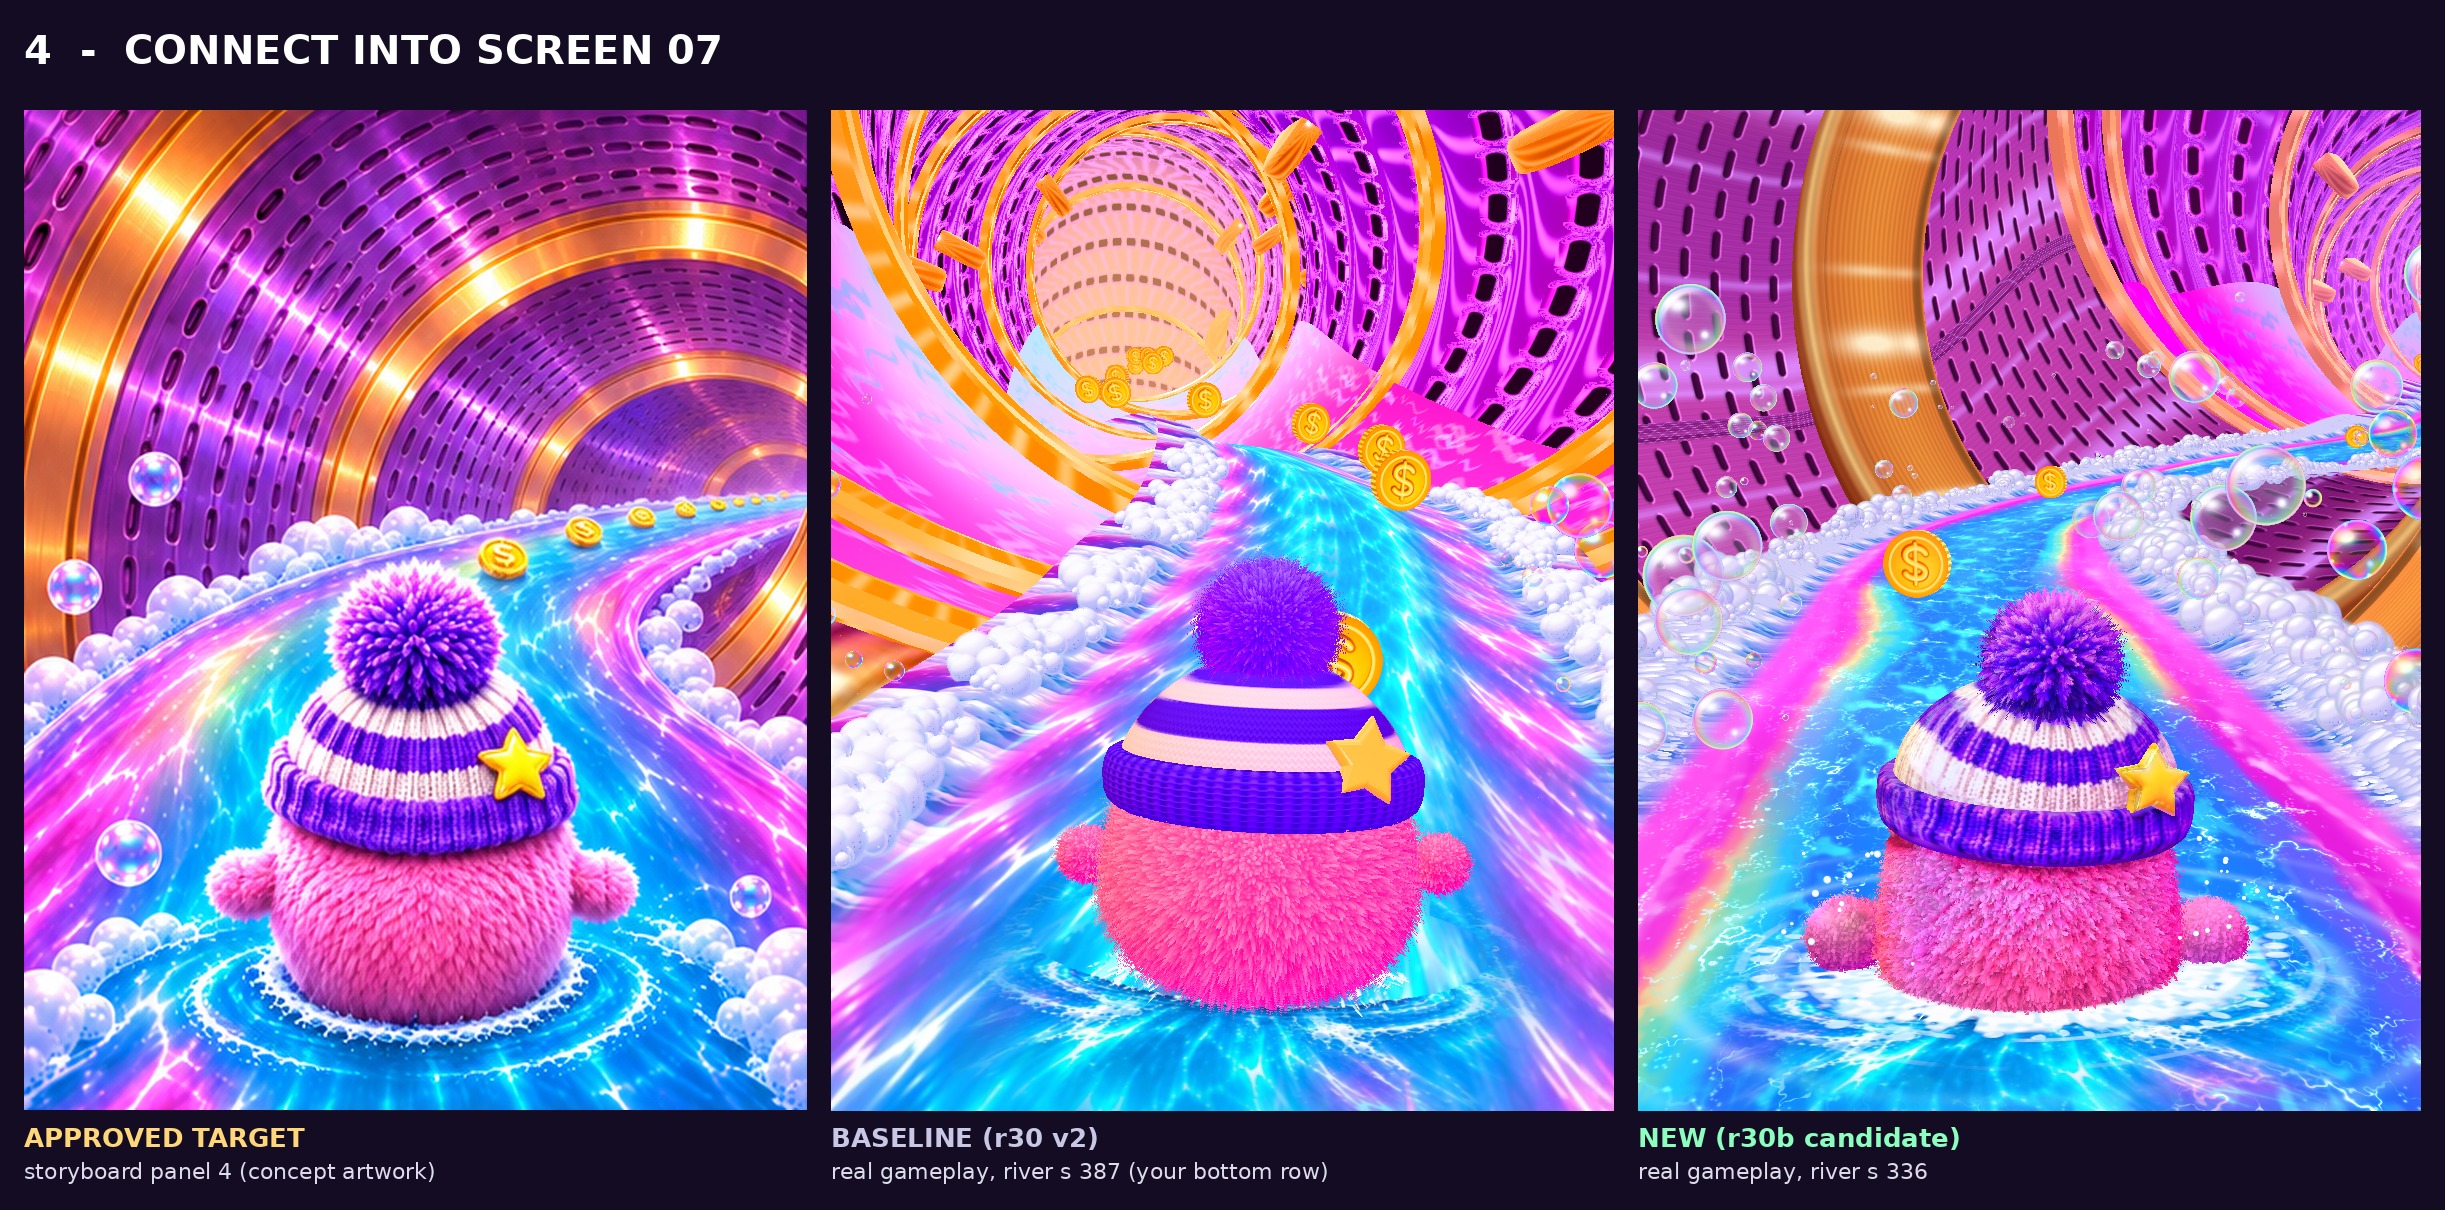 4 - CONNECT INTO SCREEN 07
APPROVED TARGET
storyboard panel 4 (concept artwork)
BASELINE (r30 v2)
real gameplay, river s 387 (your bottom row)
NEW (r30b candidate)
real gameplay, river s 336